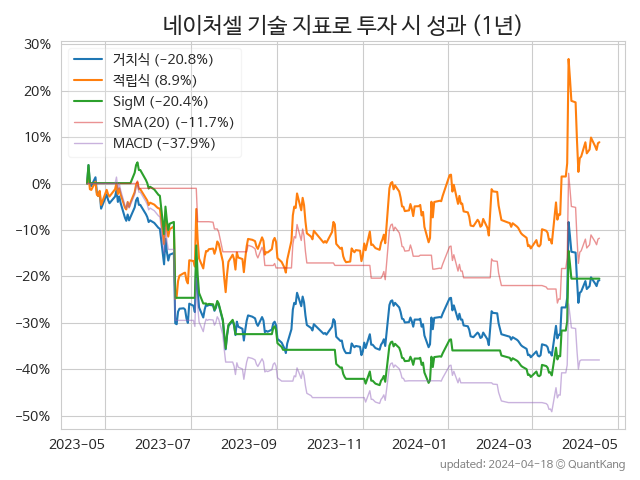 네이처셀 기술 지표로 투자 시 성과 (1년)
30%
20%
10%
0%
−10%
−20%
−30%
−40%
−50%
거치식 (−20.8%)
적립식 (8.9%)
SigM (−20.4%)
SMA(20) (−11.7%)
MACD (−37.9%)
2023-05 2023-07 2023-09 2023-11 2024-01 2024-03 2024-05
updated: 2024-04-18 © QuantKang